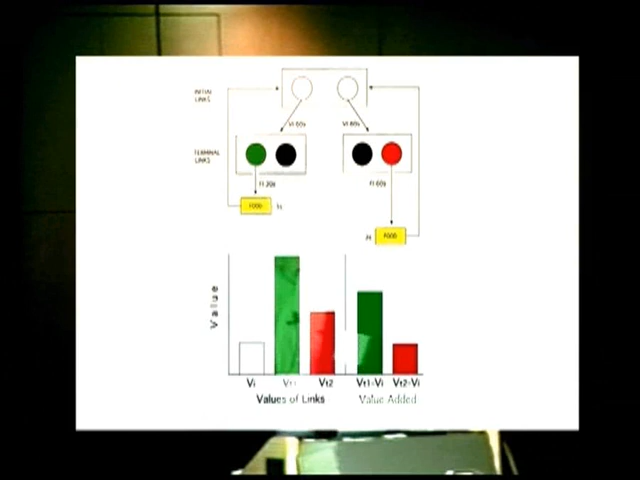 INITIAL
LINKS
VI 60s VI 60s
TERMINAL
LINKS
FI 20s FI 60s
FOOD
FOOD
Value
Vi Vt1 Vt2 Vt1-Vi Vt2-Vi
Values of Links Value Added